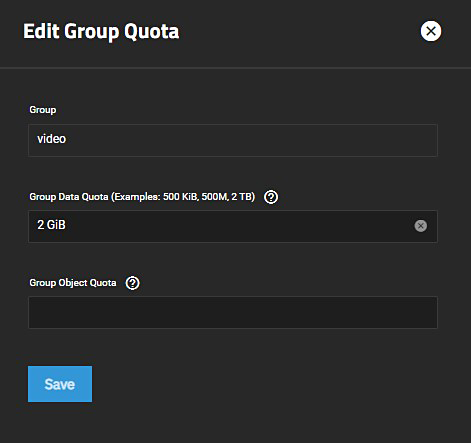 Edit Group Quota
Group
video
Group Data Quota (Examples: 500 KiB, 500M, 2 TB)
2 GiB
Group Object Quota
Save